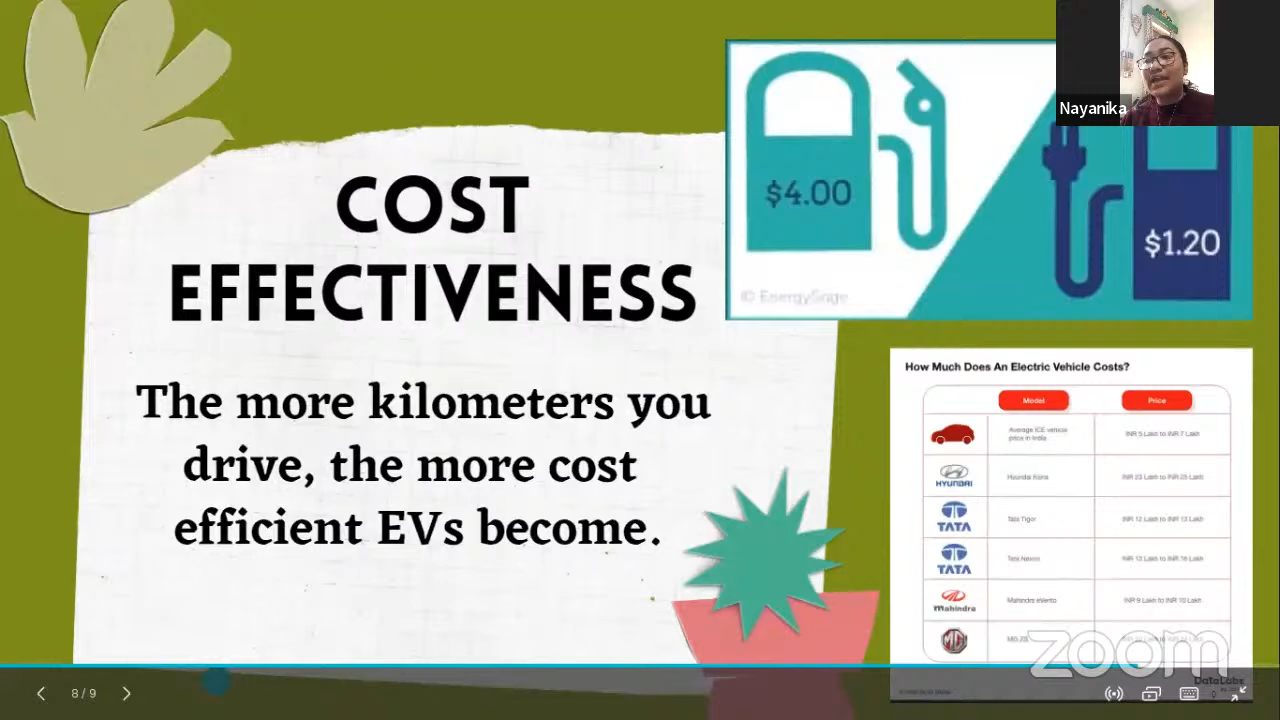 Nayanika
COST
EFFECTIVENESS
The more kilometers you
drive, the more cost
efficient EVs become.
$4.00
$1.20
© EnergySage
How Much Does An Electric Vehicle Costs?
Model
Price
Average ICE vehicle
price in India
INR 5 Lakh to INR 7 Lakh
HYUNDAI
Hyundai Kona
INR 23 Lakh to INR 25 Lakh
TATA
Tata Tigor
INR 12 Lakh to INR 13 Lakh
TATA
Tata Nexon
INR 13 Lakh to INR 16 Lakh
Mahindra
Mahindra eVerito
INR 9 Lakh to INR 10 Lakh
MG
MG ZS
zoom
DataLabs
8 / 9